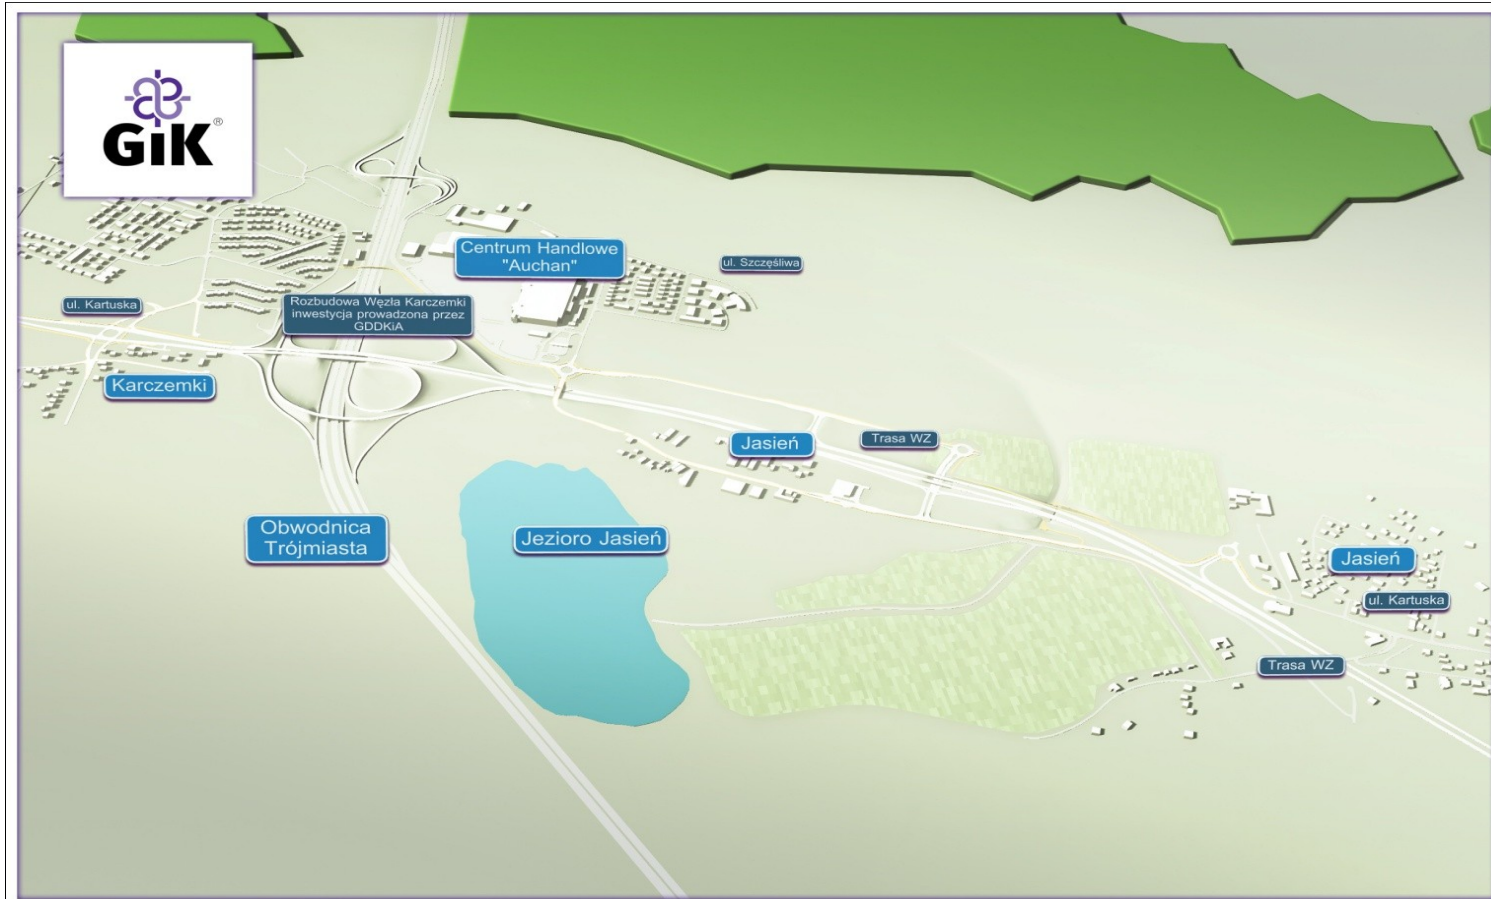 GiK®
Centrum Handlowe
"Auchan"
ul. Szczęśliwa
ul. Kartuska
Rozbudowa Węzła Karczemki
inwestycja prowadzona przez
GDDKiA
Karczemki
Jasień
Trasa WZ
Obwodnica
Trójmiasta
Jezioro Jasień
Jasień
ul. Kartuska
Trasa WZ